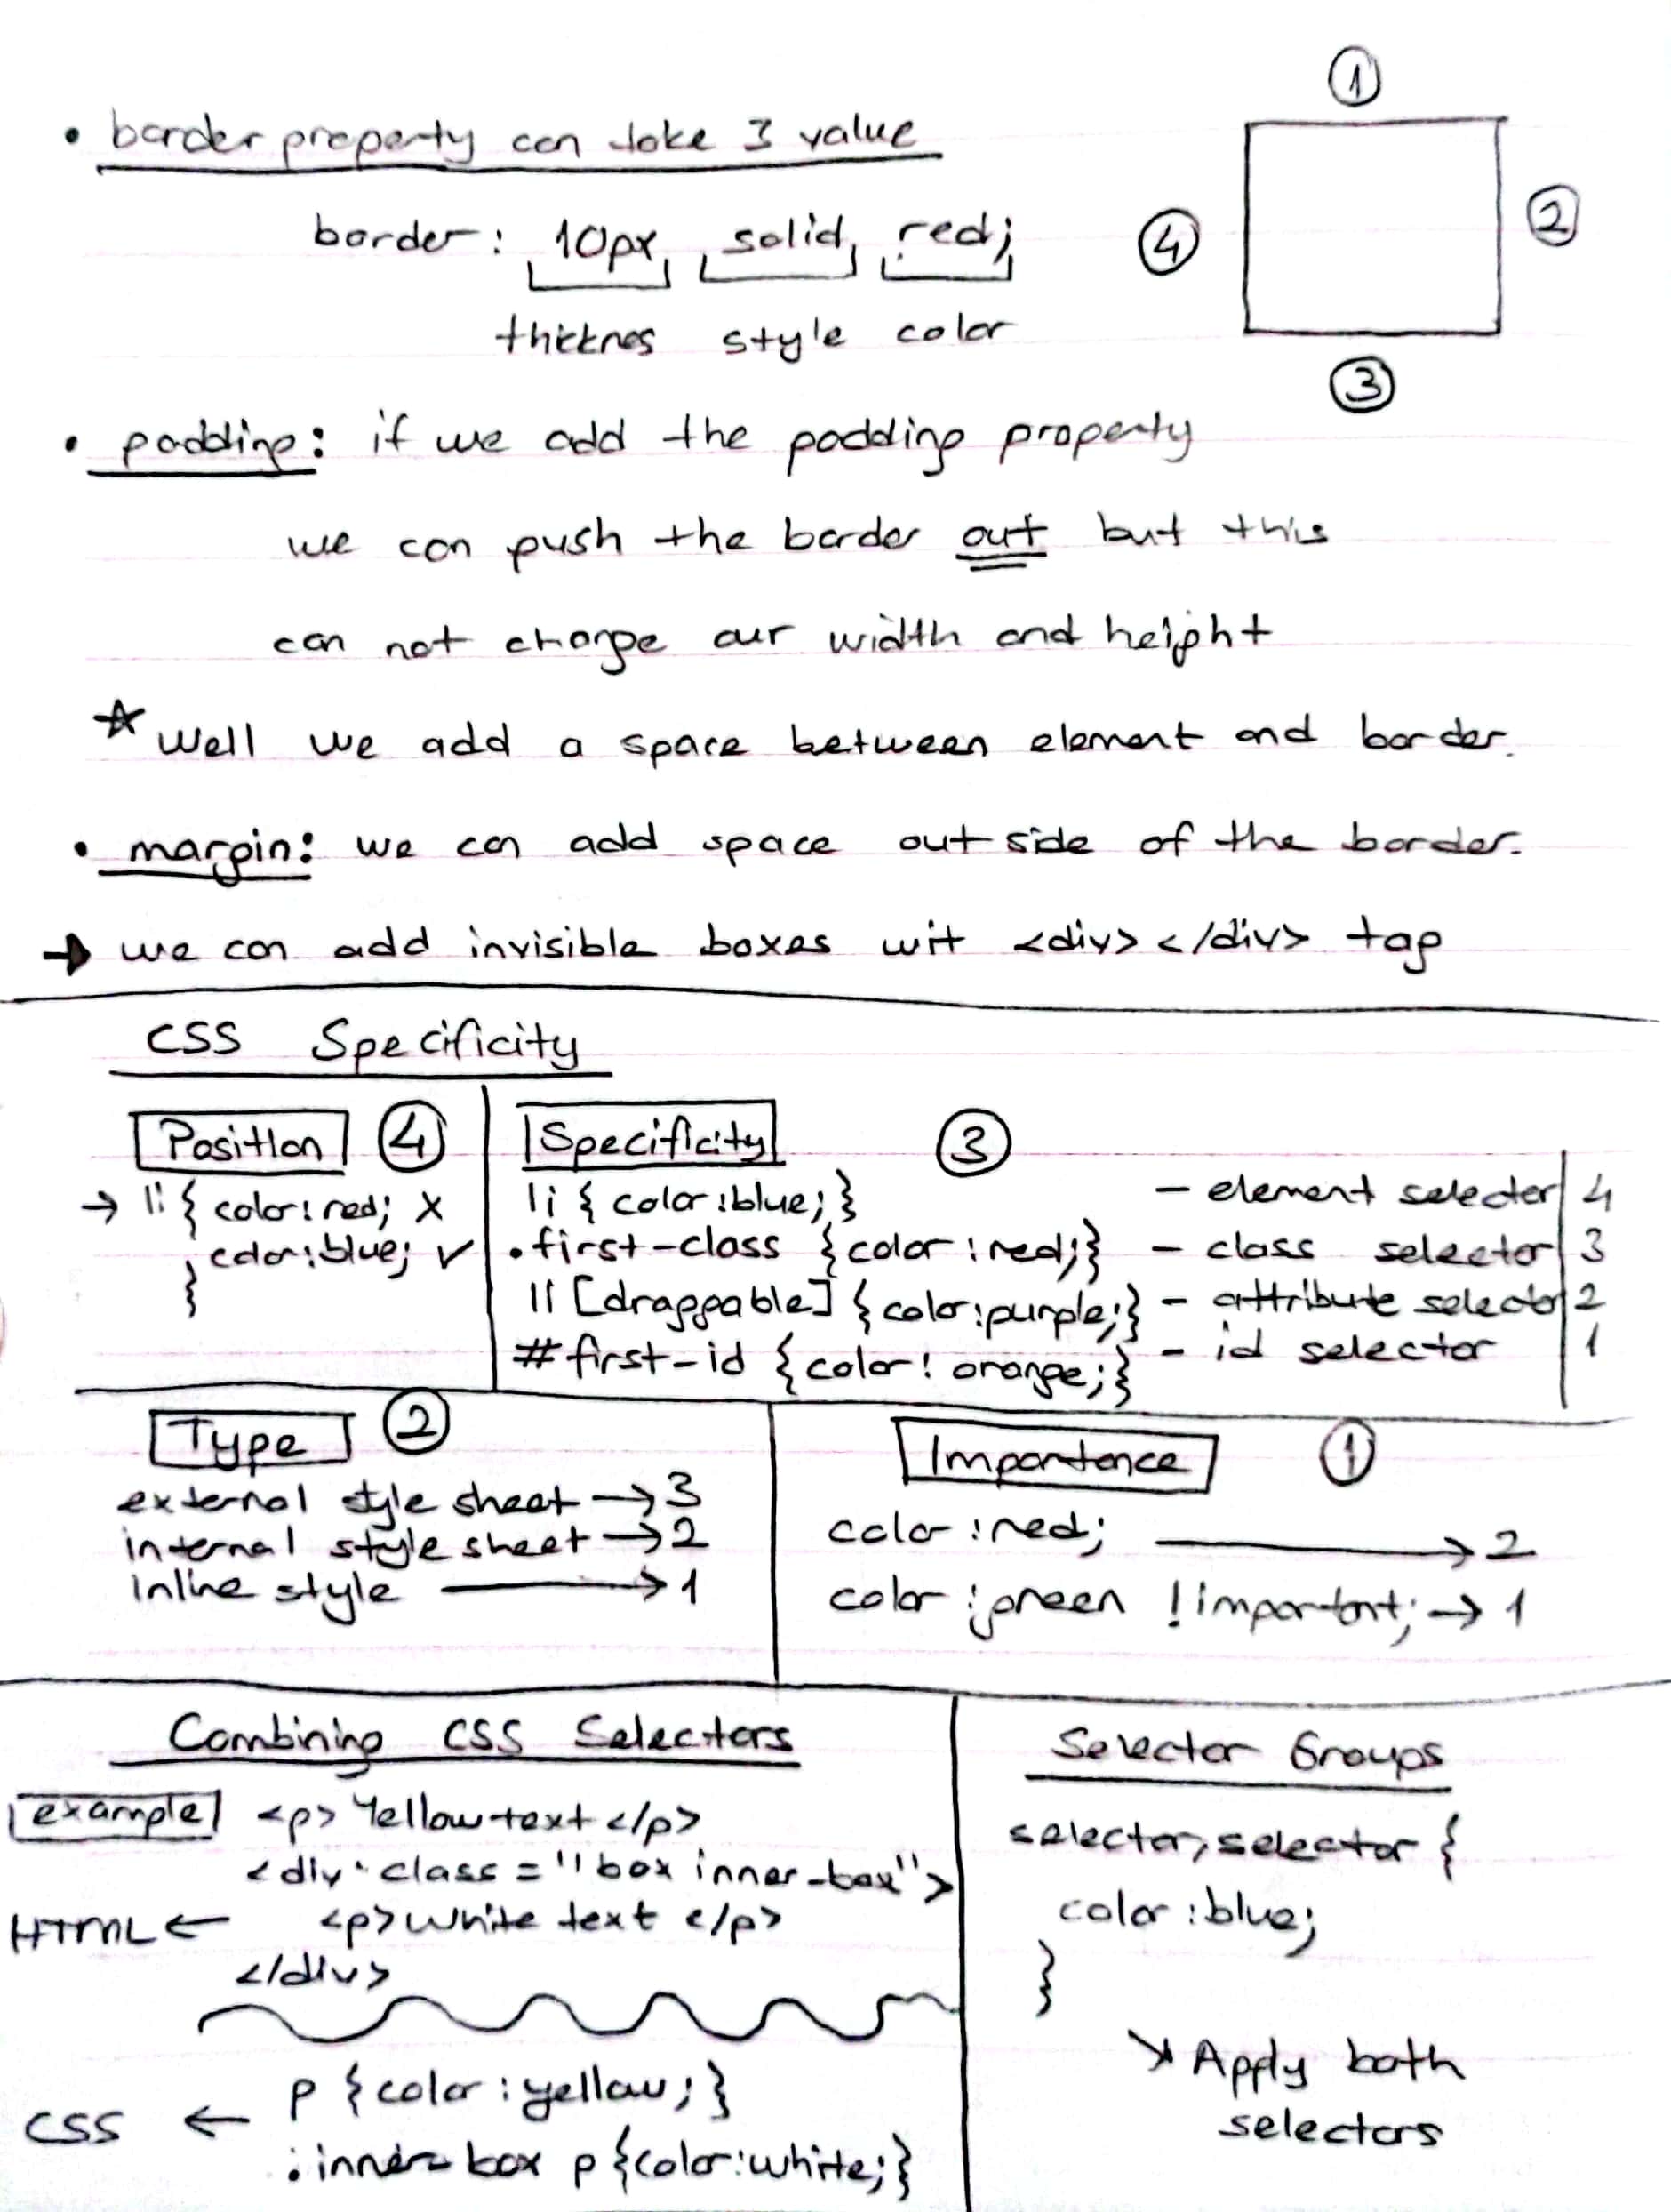 ①
• border property can take 3 value
④ ②
border: 10px solid red;
thicknes style color
③
• padding: if we add the padding property
we can push the border out but this
can not change our width and height
☆ Well we add a space between element and border.
• margin: we can add space out side of the border.
→ we can add invisible boxes wit <div></div> tag
CSS Specificity
Position ④
→ li { color: red; X
color: blue; ✓
}
Specificity ③
li { color: blue; } - element selector 4
.first-class { color: red; } - class selector 3
li [draggable] { color: purple; } - attribute selector 2
#first-id { color: orange; } - id selector 1
Type ②
external style sheet → 3
internal style sheet → 2
inline style → 1
Importance ①
color: red; → 2
color: green !important; → 1
Combining CSS Selectors
example <p> Yellow text </p>
<div class = "box inner-box">
HTML ← <p> White text </p>
</div>
CSS ← p { color: yellow; }
.inner-box p { color: white; }
Selector Groups
selector, selector {
color: blue;
}
↘ Apply both
selectors